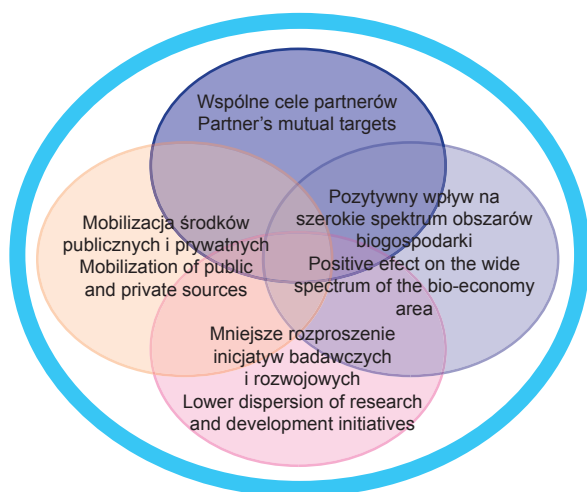 Wspólne cele partnerów
Partner's mutual targets
Mobilizacja środków
publicznych i prywatnych
Mobilization of public
and private sources
Pozytywny wpływ na
szerokie spektrum obszarów
biogospodarki
Positive efect on the wide
spectrum of the bio-economy
area
Mniejsze rozproszenie
inicjatyw badawczych
i rozwojowych
Lower dispersion of research
and development initiatives